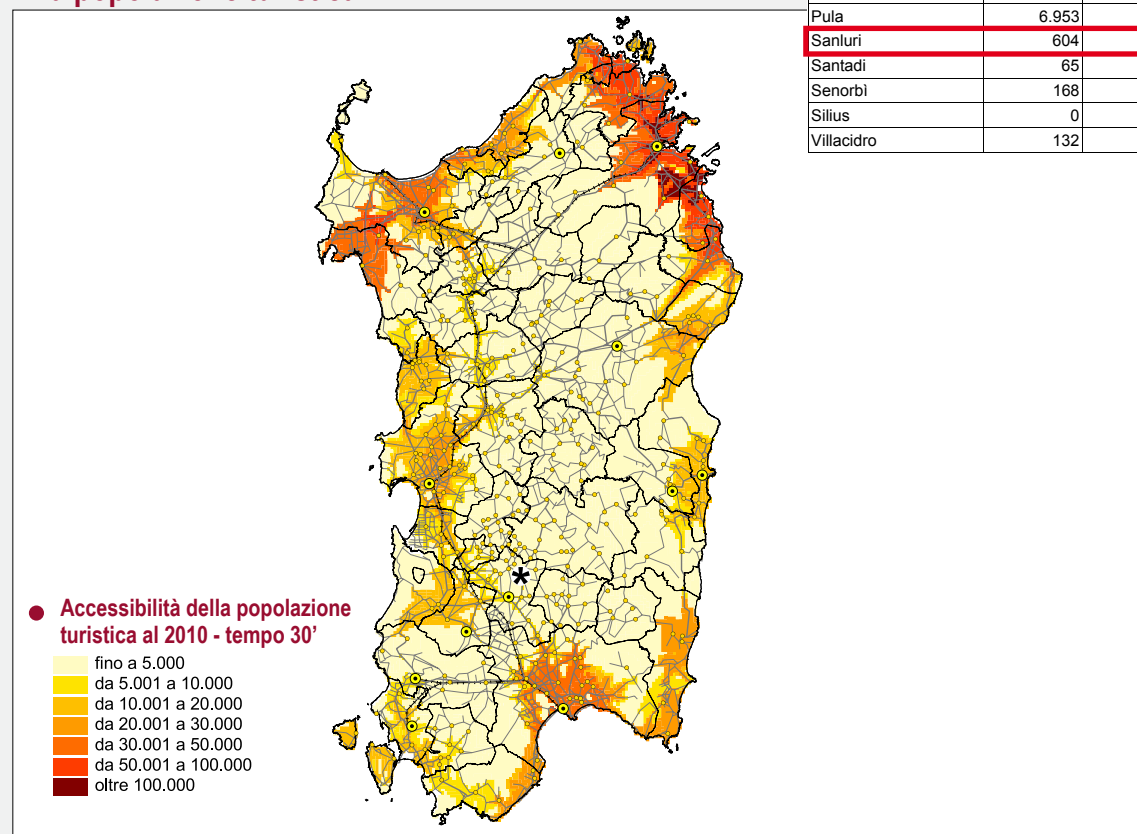 Pula 6.953
Sanluri 604
Santadi 65
Senorbì 168
Silius 0
Villacidro 132
*
● Accessibilità della popolazione
turistica al 2010 - tempo 30’
fino a 5.000
da 5.001 a 10.000
da 10.001 a 20.000
da 20.001 a 30.000
da 30.001 a 50.000
da 50.001 a 100.000
oltre 100.000